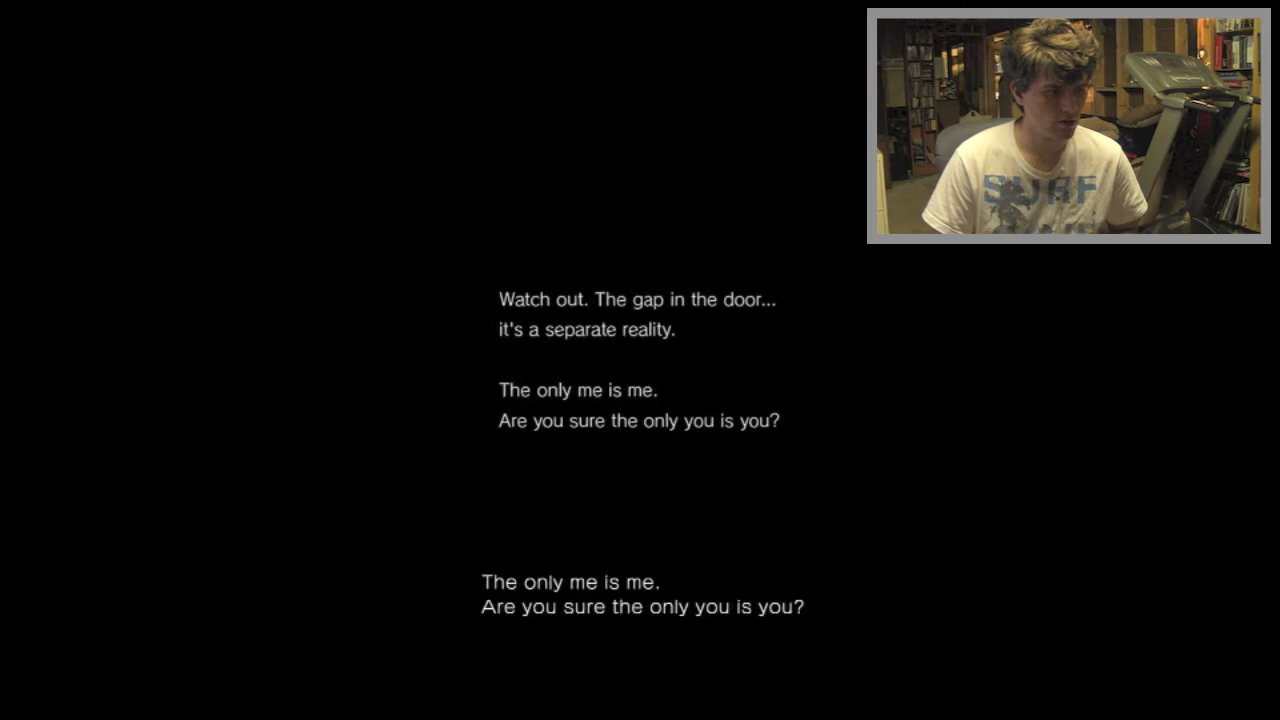 SURF
Watch out. The gap in the door...
it's a separate reality.
The only me is me.
Are you sure the only you is you?
The only me is me.
Are you sure the only you is you?